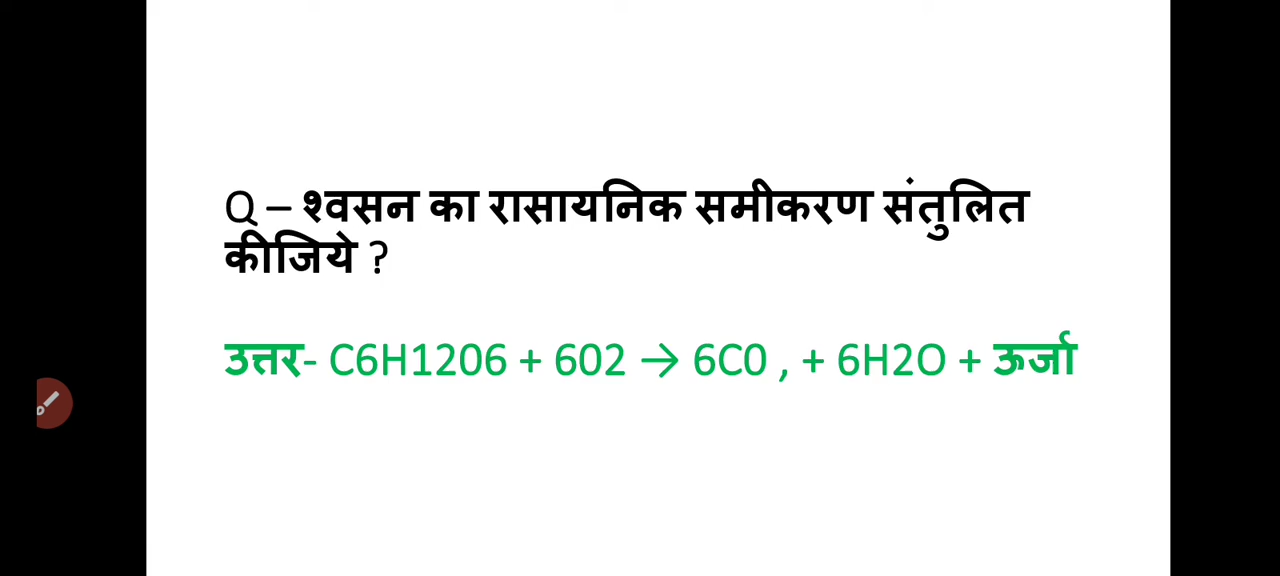 Q – श्वसन का रासायनिक समीकरण संतुलित
कीजिये ?
उत्तर- C6H1206 + 602 → 6C0 , + 6H2O + ऊर्जा